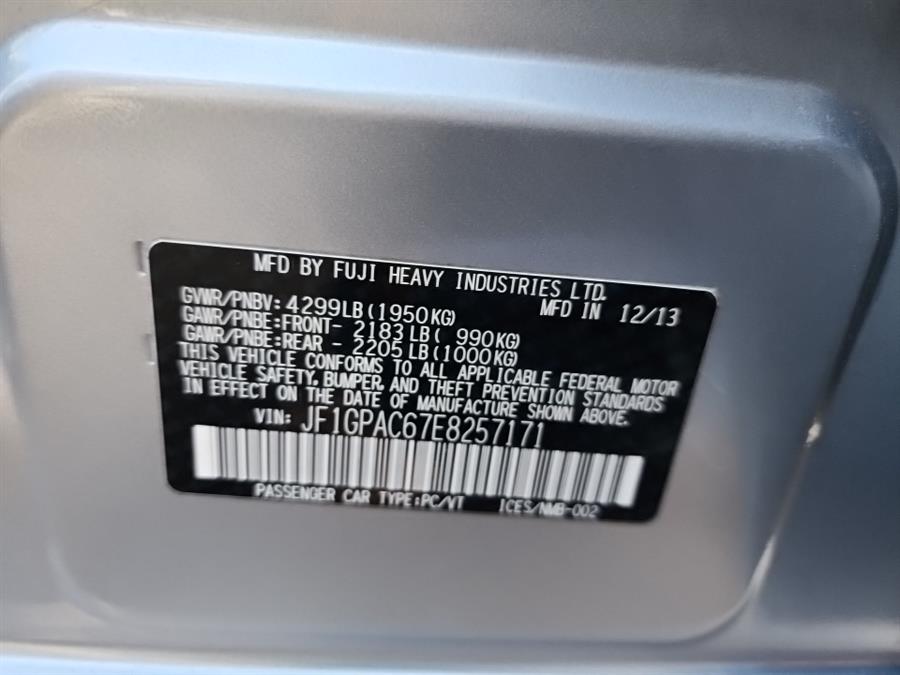 MFD BY FUJI HEAVY INDUSTRIES LTD.
GVWR/PNBV: 4299LB(1950KG) MFD IN 12/13
GAWR/PNBE:FRONT- 2183LB( 990KG)
GAWR/PNBE:REAR - 2205LB(1000KG)
THIS VEHICLE CONFORMS TO ALL APPLICABLE FEDERAL MOTOR
VEHICLE SAFETY, BUMPER, AND THEFT PREVENTION STANDARDS
IN EFFECT ON THE DATE OF MANUFACTURE SHOWN ABOVE.
VIN: JF1GPAC67E8257171
PASSENGER CAR TYPE:PC/VT ICES/NMB-002